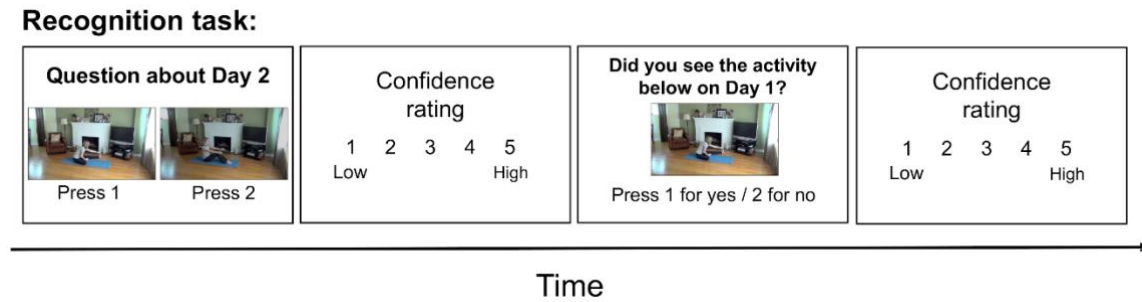 Recognition task:
Question about Day 2
Press 1
Press 2
Confidence
rating
1 2 3 4 5
Low High
Did you see the activity
below on Day 1?
Press 1 for yes / 2 for no
Confidence
rating
1 2 3 4 5
Low High
Time